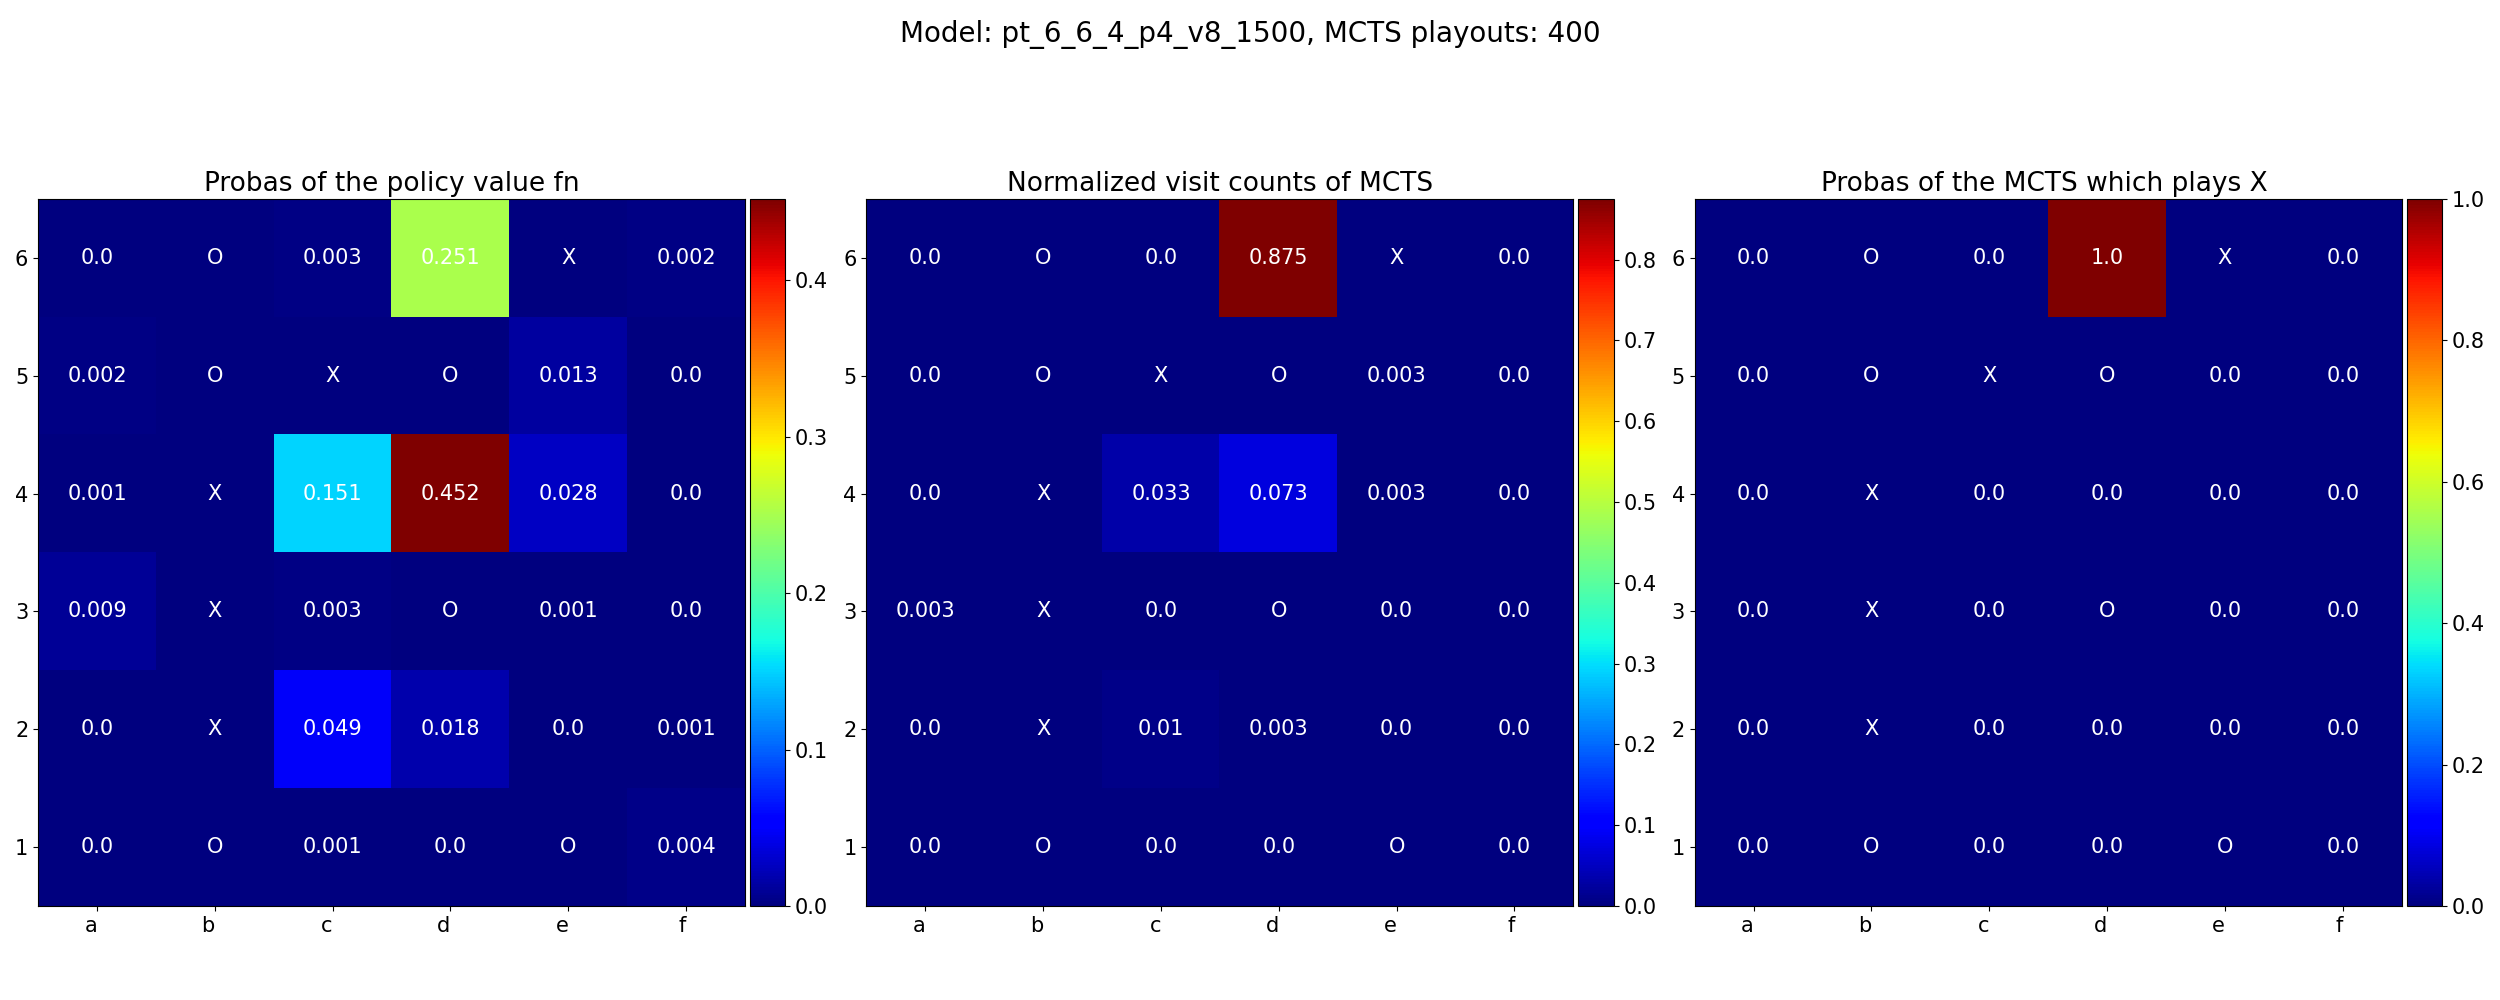 Model: pt_6_6_4_p4_v8_1500, MCTS playouts: 400
Probas of the policy value fn
6 0.0 O 0.003 0.251 X 0.002
5 0.002 O X O 0.013 0.0
4 0.001 X 0.151 0.452 0.028 0.0
3 0.009 X 0.003 O 0.001 0.0
2 0.0 X 0.049 0.018 0.0 0.001
1 0.0 O 0.001 0.0 O 0.004
a b c d e f
0.4
0.3
0.2
0.1
0.0
Normalized visit counts of MCTS
6 0.0 O 0.0 0.875 X 0.0
5 0.0 O X O 0.003 0.0
4 0.0 X 0.033 0.073 0.003 0.0
3 0.003 X 0.0 O 0.0 0.0
2 0.0 X 0.01 0.003 0.0 0.0
1 0.0 O 0.0 0.0 O 0.0
a b c d e f
0.8
0.7
0.6
0.5
0.4
0.3
0.2
0.1
0.0
Probas of the MCTS which plays X
6 0.0 O 0.0 1.0 X 0.0
5 0.0 O X O 0.0 0.0
4 0.0 X 0.0 0.0 0.0 0.0
3 0.0 X 0.0 O 0.0 0.0
2 0.0 X 0.0 0.0 0.0 0.0
1 0.0 O 0.0 0.0 O 0.0
a b c d e f
1.0
0.8
0.6
0.4
0.2
0.0